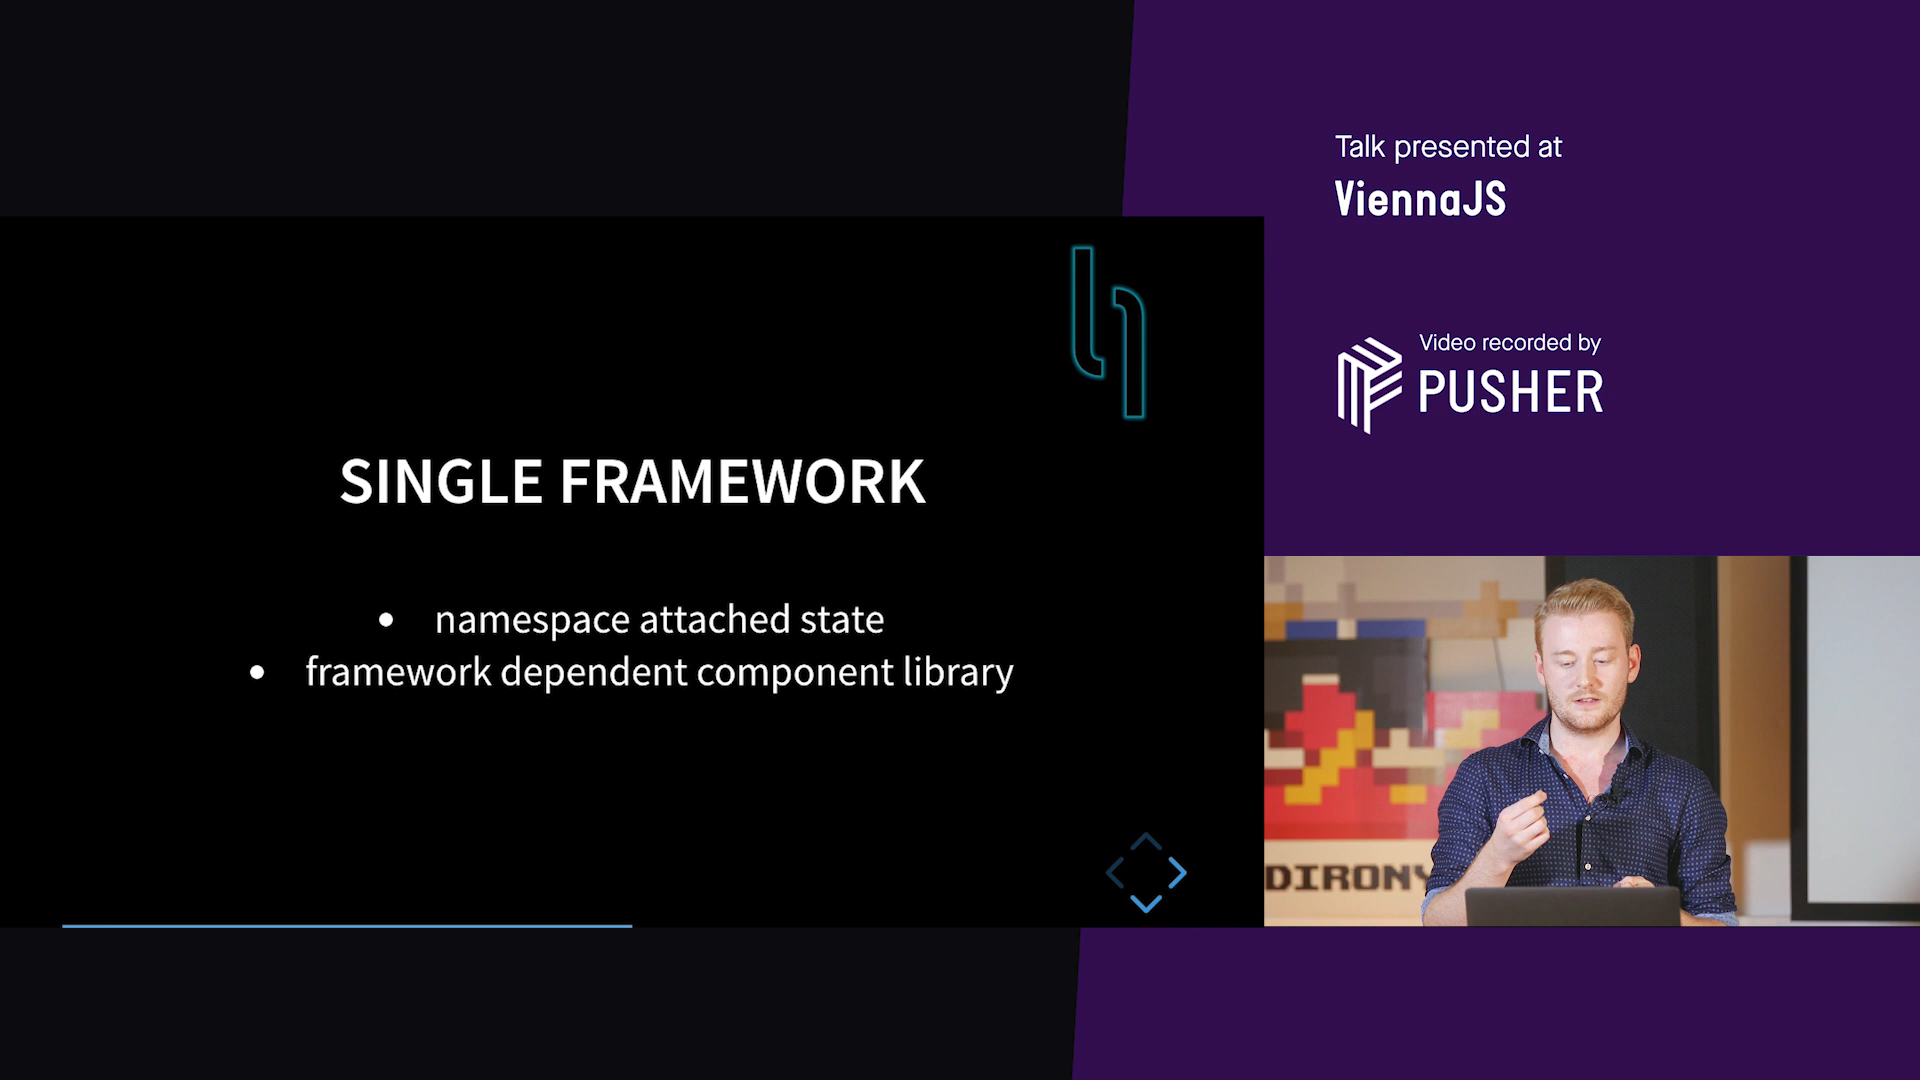 Talk presented at
ViennaJS
Video recorded by
PUSHER
SINGLE FRAMEWORK
• namespace attached state
• framework dependent component library
DIRONY